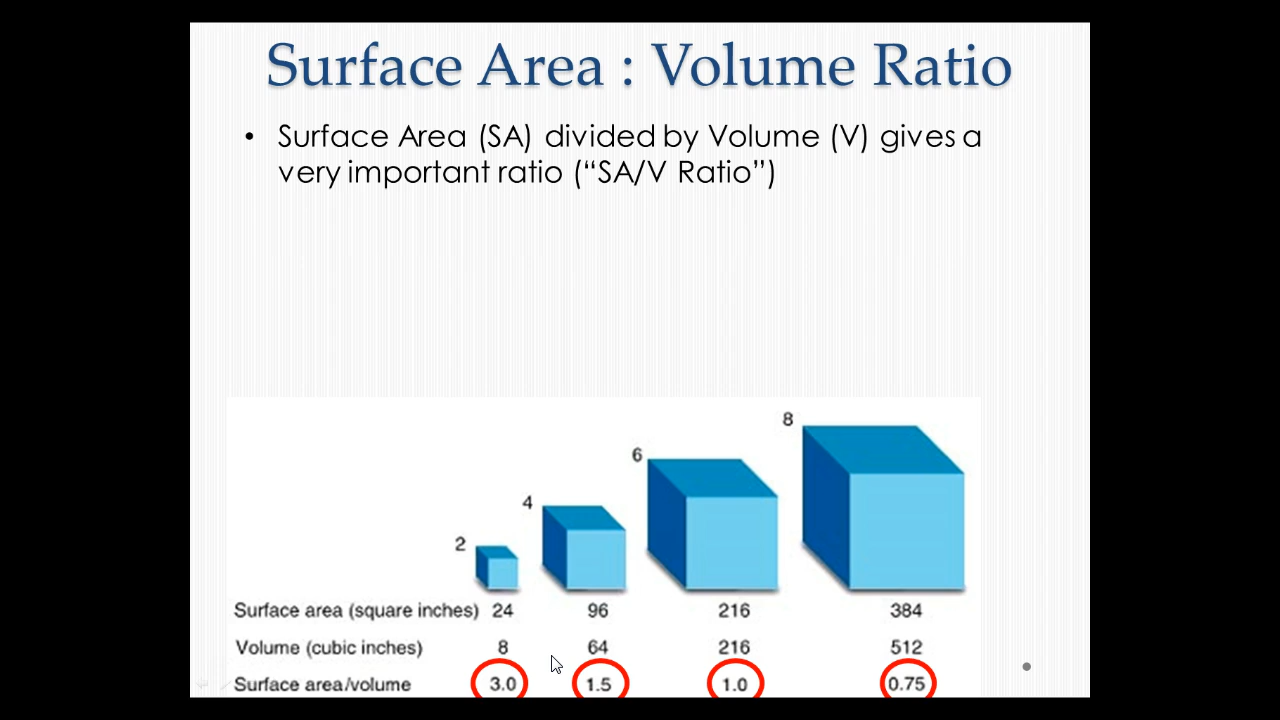 Surface Area : Volume Ratio
• Surface Area (SA) divided by Volume (V) gives a
very important ratio (“SA/V Ratio”)
8
6
4
2
Surface area (square inches) 24 96 216 384
Volume (cubic inches) 8 64 216 512
Surface area/volume 3.0 1.5 1.0 0.75